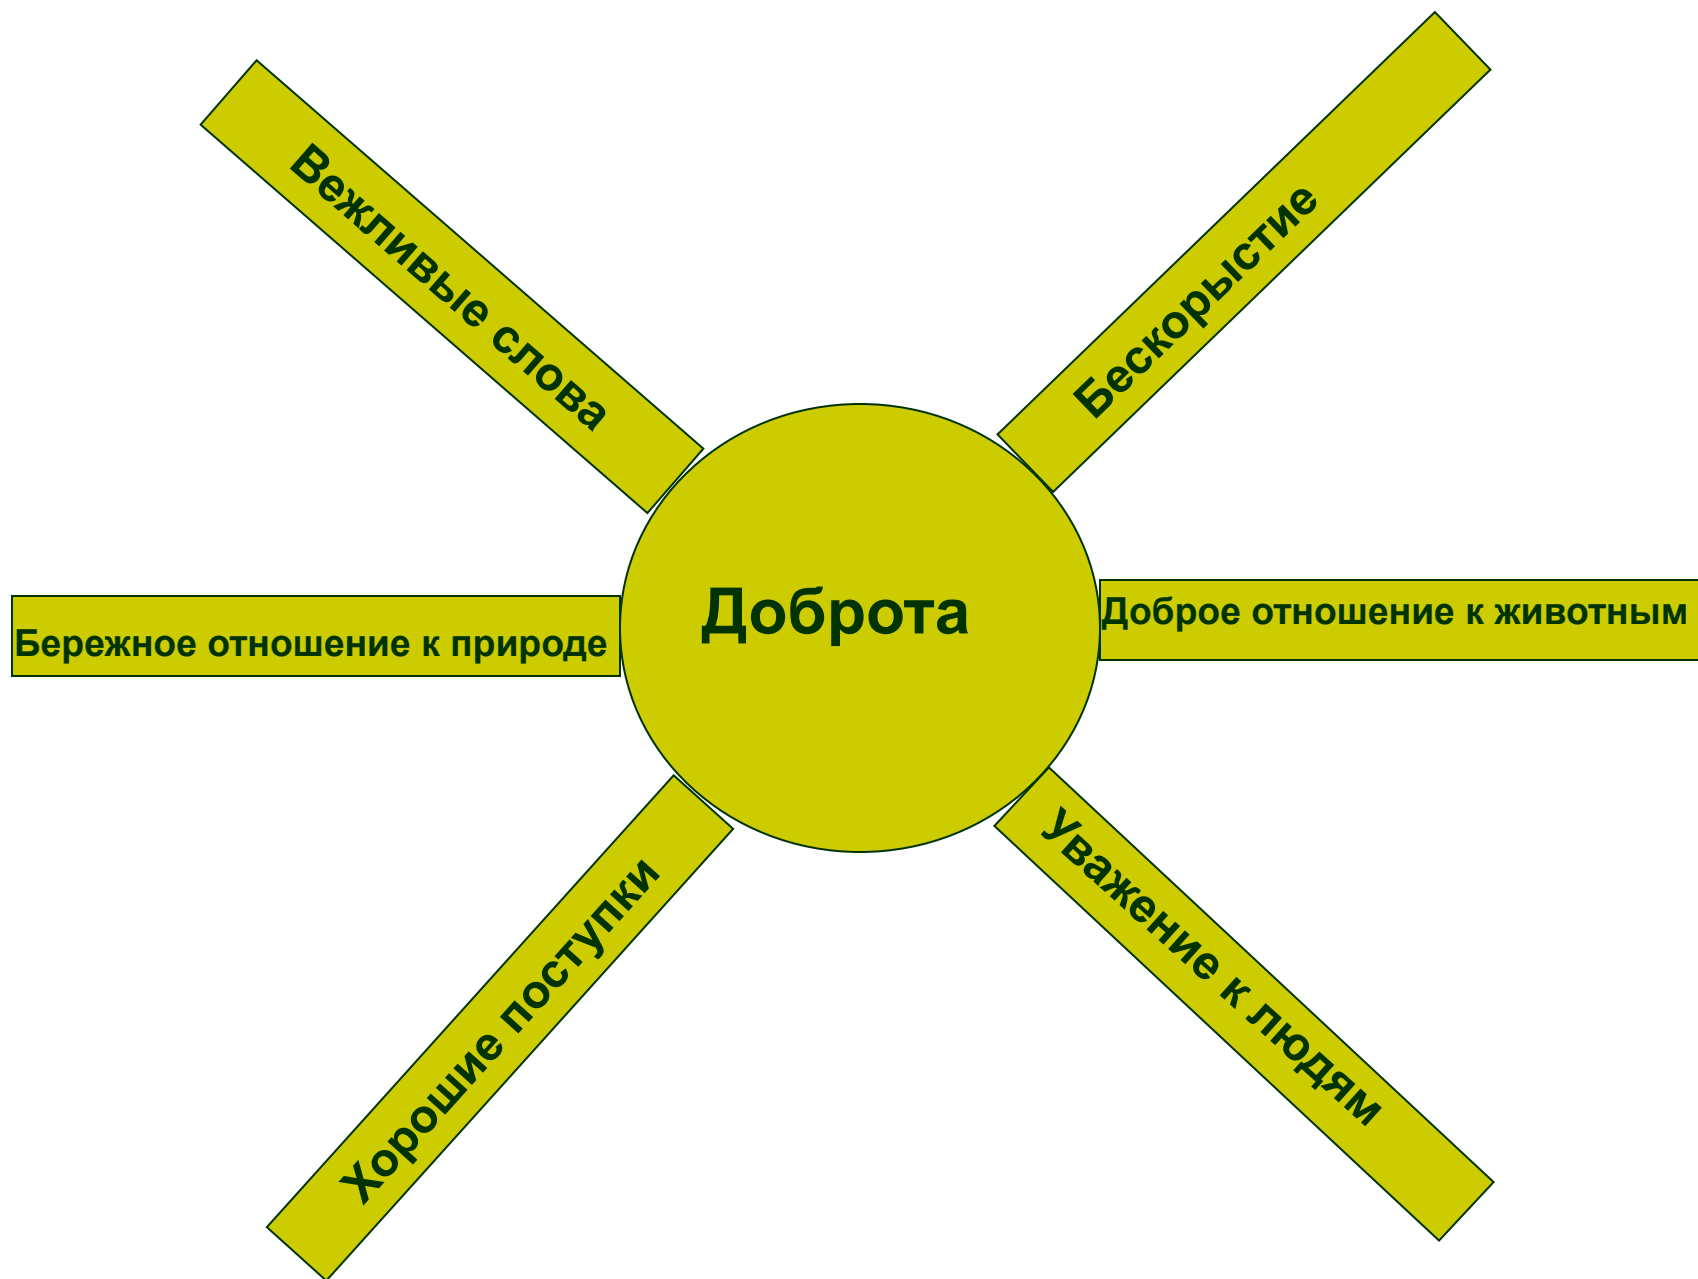 Вежливые слова
Бескорыстие
Доброта
Доброе отношение к животным
Бережное отношение к природе
Хорошие поступки
Уважение к людям